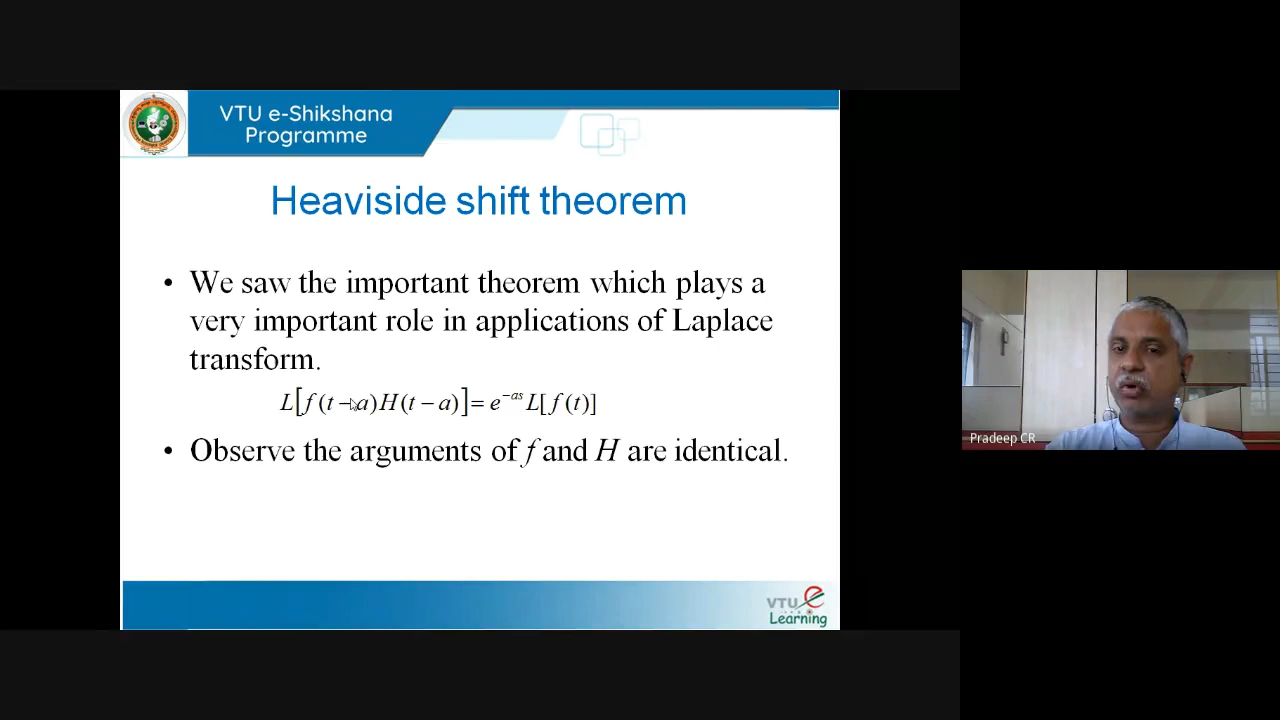 VTU e-Shikshana
Programme
Heaviside shift theorem
• We saw the important theorem which plays a
very important role in applications of Laplace
transform.
L[f(t−a)H(t−a)]=e^{−as}L[f(t)]
• Observe the arguments of f and H are identical.
Pradeep CR
VTU e
Learning